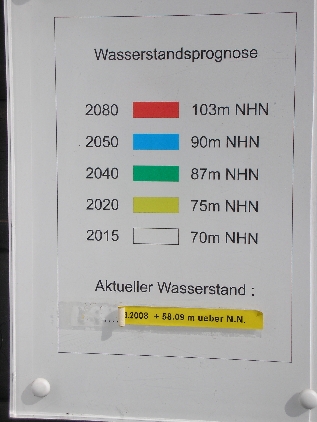 Wasserstandsprognose
2080 103m NHN
2050 90m NHN
2040 87m NHN
2020 75m NHN
2015 70m NHN
Aktueller Wasserstand :
.2008 + 58.09 m ueber N.N.